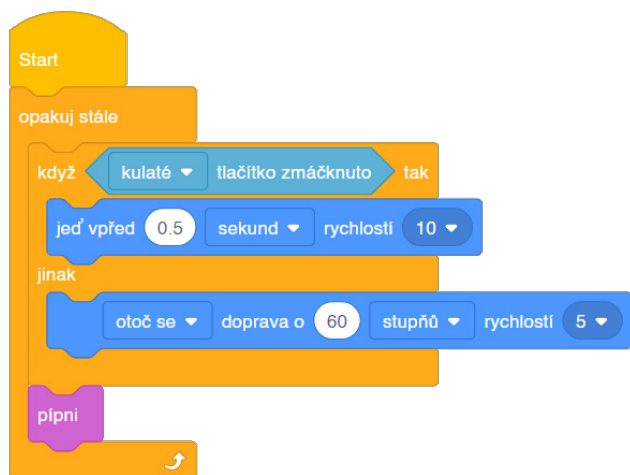 Start
opakuj stále
když kulaté tlačítko zmáčknuto tak
jeď vpřed 0.5 sekund rychlostí 10
jinak
otoč se doprava o 60 stupňů rychlostí 5
pípni